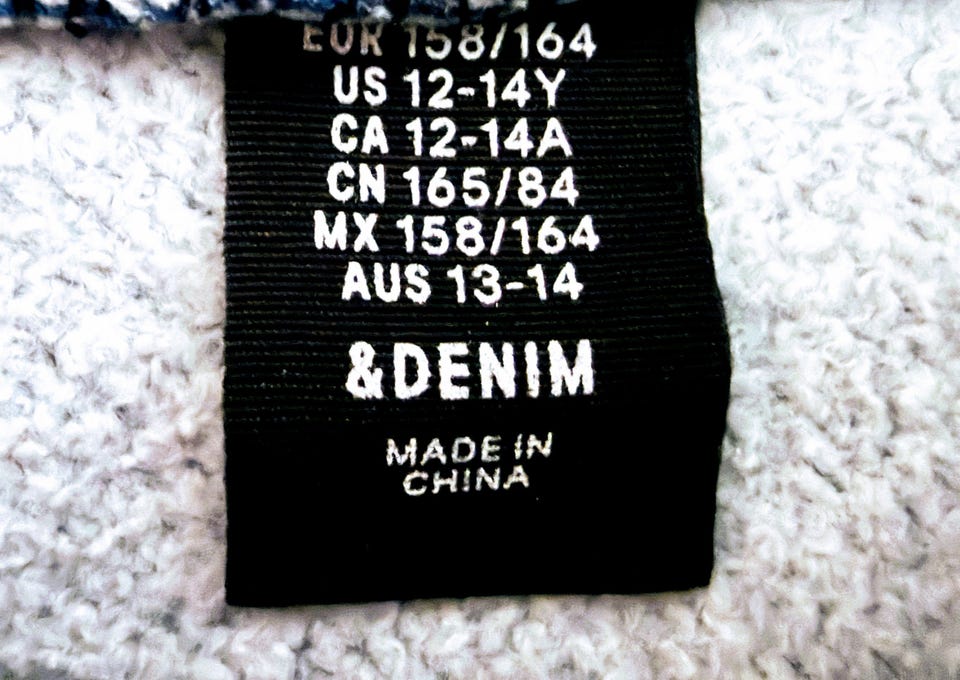 EUR 158/164
US 12-14Y
CA 12-14A
CN 165/84
MX 158/164
AUS 13-14
&DENIM
MADE IN
CHINA